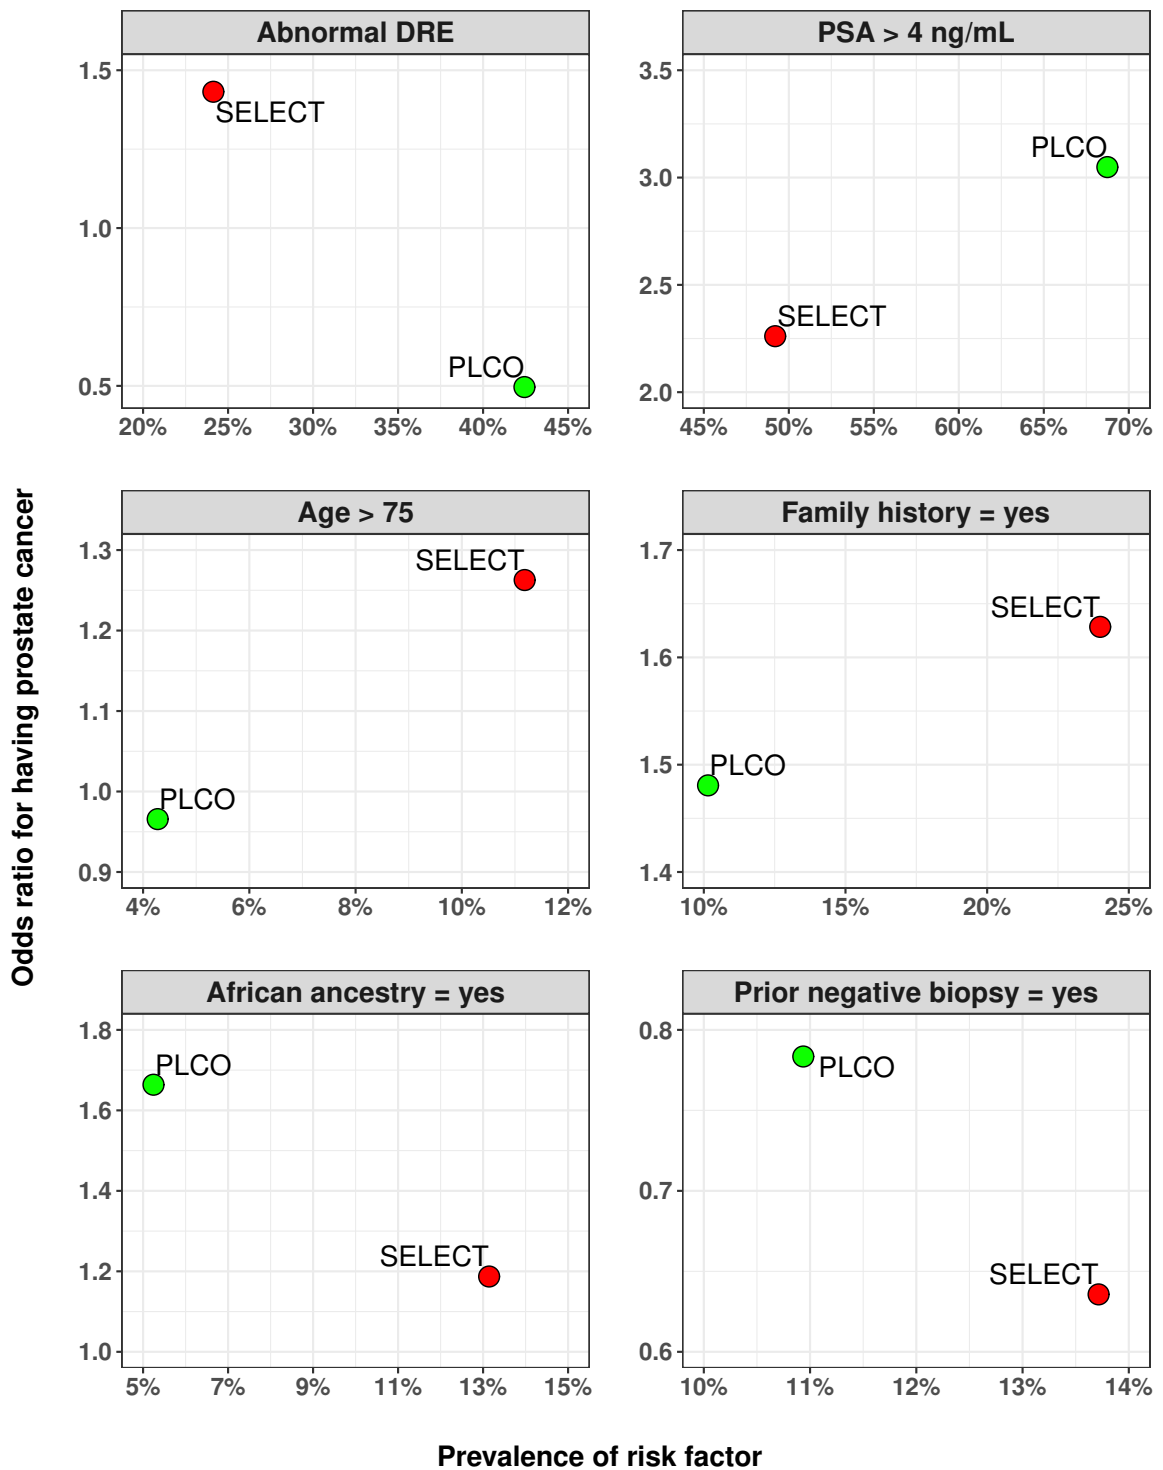 Abnormal DRE
1.5
1.0
0.5
SELECT
PLCO
20% 25% 30% 35% 40% 45%
PSA > 4 ng/mL
3.5
3.0
2.5
2.0
PLCO
SELECT
45% 50% 55% 60% 65% 70%
Odds ratio for having prostate cancer
Age > 75
1.3
1.2
1.1
1.0
0.9
SELECT
PLCO
4% 6% 8% 10% 12%
Family history = yes
1.7
1.6
1.5
1.4
SELECT
PLCO
10% 15% 20% 25%
African ancestry = yes
1.8
1.6
1.4
1.2
1.0
PLCO
SELECT
5% 7% 9% 11% 13% 15%
Prior negative biopsy = yes
0.8
0.7
0.6
PLCO
SELECT
10% 11% 12% 13% 14%
Prevalence of risk factor